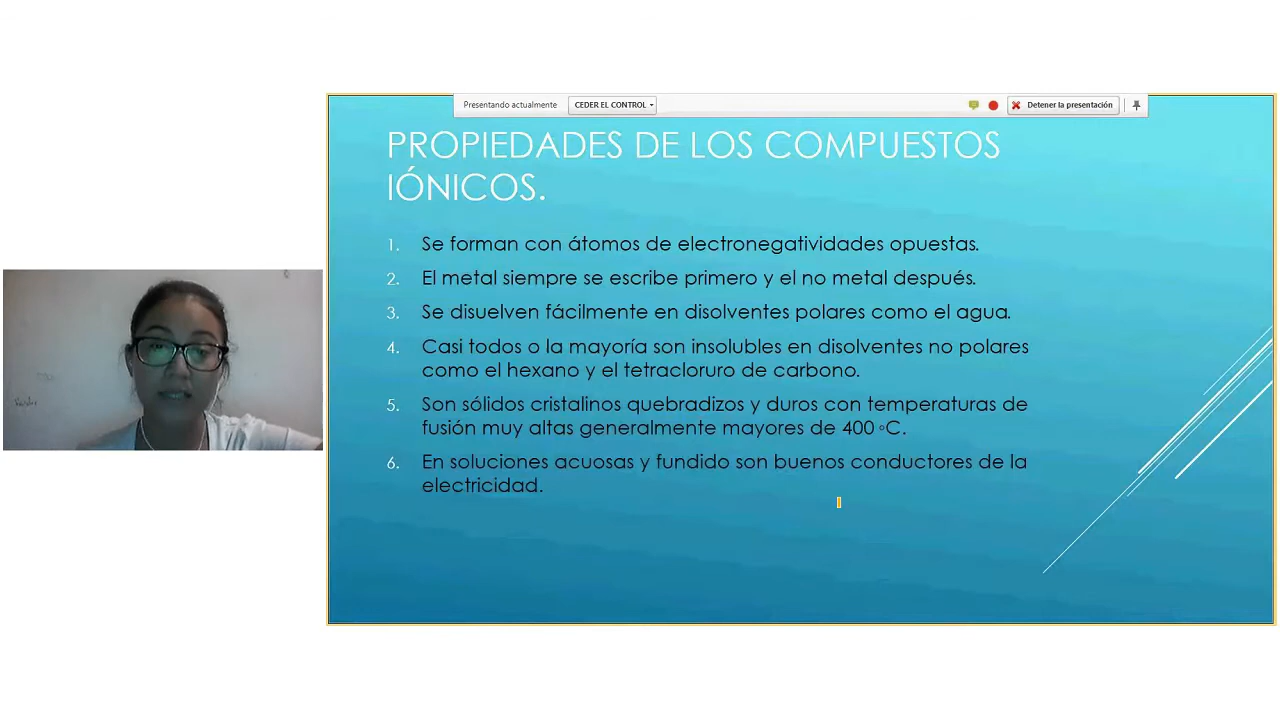 Presentando actualmente CEDER EL CONTROL Detener la presentación
PROPIEDADES DE LOS COMPUESTOS
IÓNICOS.
1. Se forman con átomos de electronegatividades opuestas.
2. El metal siempre se escribe primero y el no metal después.
3. Se disuelven fácilmente en disolventes polares como el agua.
4. Casi todos o la mayoría son insolubles en disolventes no polares
como el hexano y el tetracloruro de carbono.
5. Son sólidos cristalinos quebradizos y duros con temperaturas de
fusión muy altas generalmente mayores de 400 °C.
6. En soluciones acuosas y fundido son buenos conductores de la
electricidad.